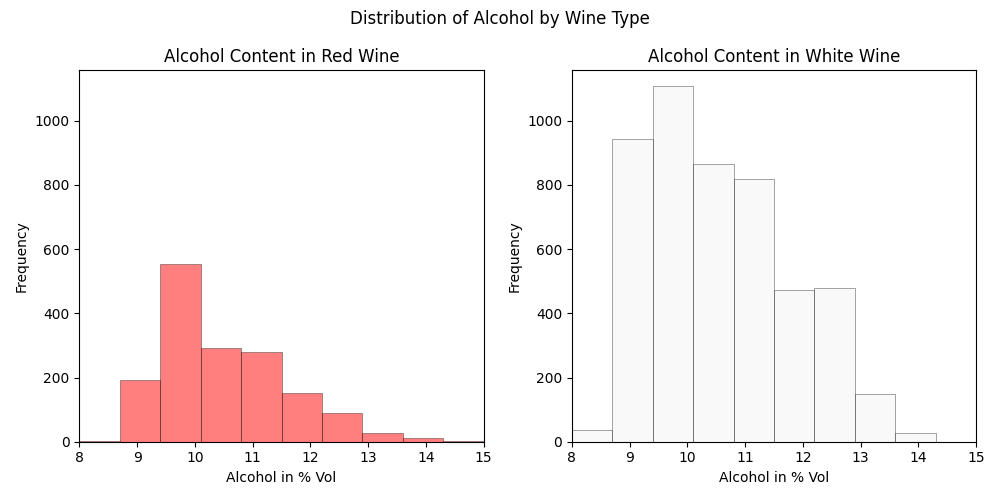 Distribution of Alcohol by Wine Type
Alcohol Content in Red Wine
Frequency
1000
800
600
400
200
0
8 9 10 11 12 13 14 15
Alcohol in % Vol
Alcohol Content in White Wine
Frequency
1000
800
600
400
200
0
8 9 10 11 12 13 14 15
Alcohol in % Vol